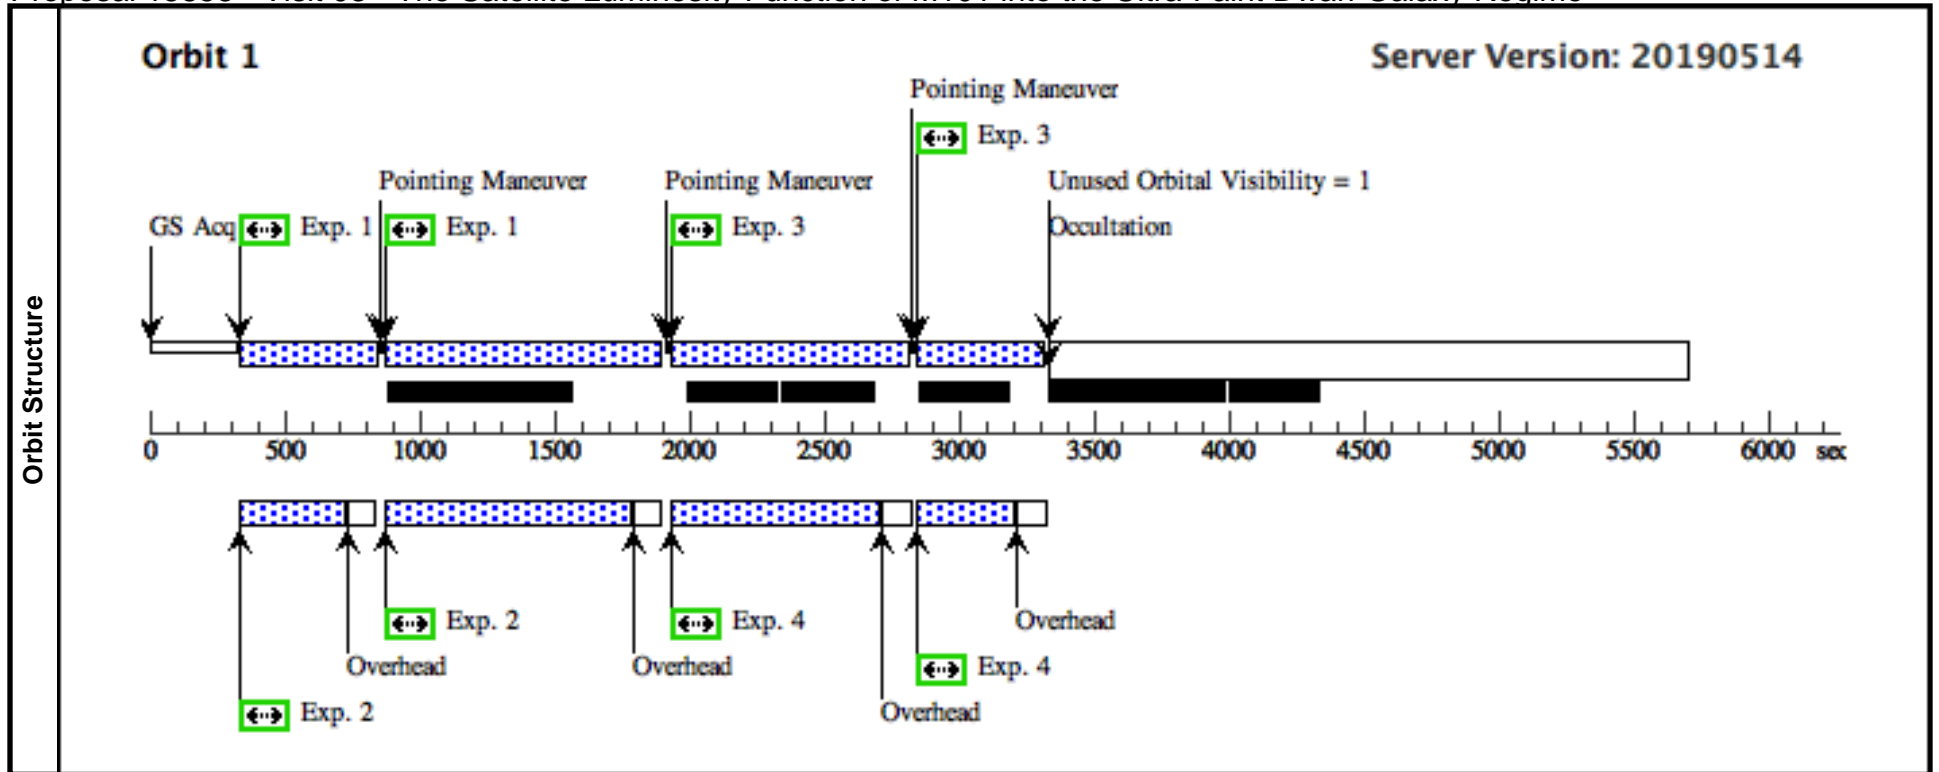 Orbit 1
Server Version: 20190514
Pointing Maneuver
Exp. 3
Pointing Maneuver
Pointing Maneuver
Unused Orbital Visibility = 1
GS Acq
Exp. 1
Exp. 1
Exp. 3
Occultation
Orbit Structure
0 500 1000 1500 2000 2500 3000 3500 4000 4500 5000 5500 6000 sec
Exp. 2
Exp. 4
Overhead
Overhead
Overhead
Exp. 4
Exp. 2
Overhead